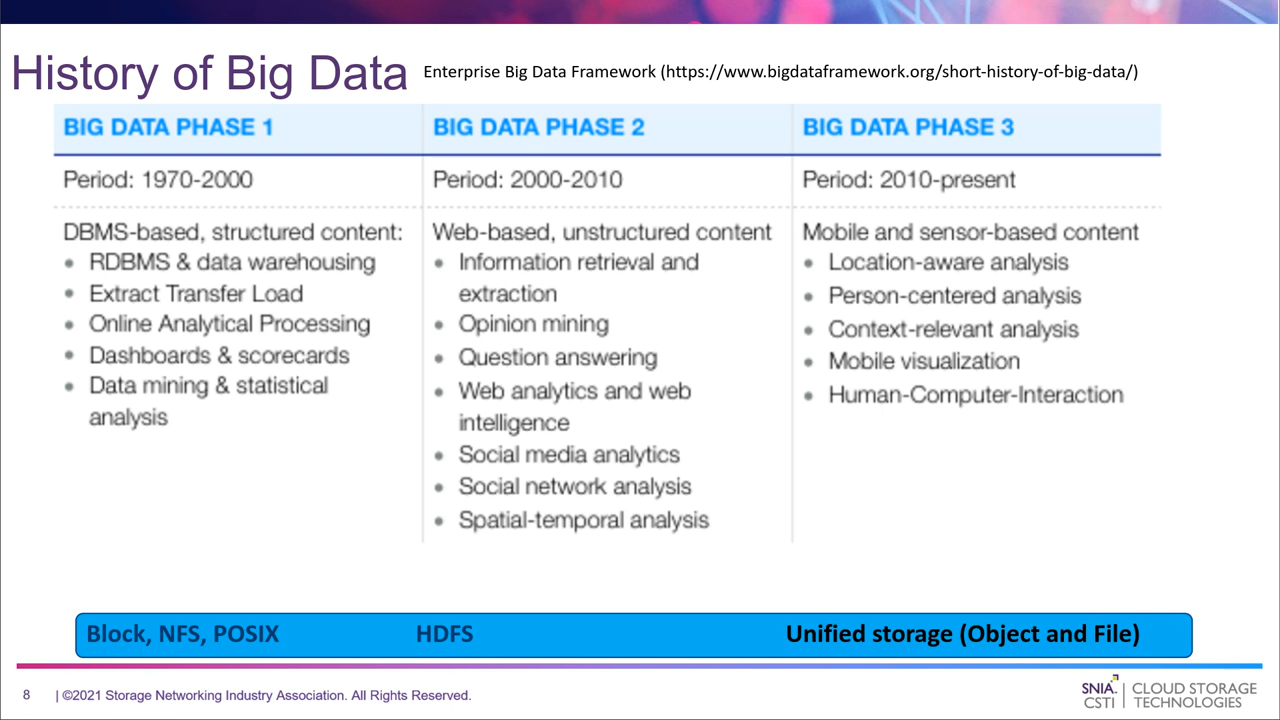 History of Big Data Enterprise Big Data Framework (https://www.bigdataframework.org/short-history-of-big-data/)
BIG DATA PHASE 1
Period: 1970-2000
DBMS-based, structured content:
• RDBMS & data warehousing
• Extract Transfer Load
• Online Analytical Processing
• Dashboards & scorecards
• Data mining & statistical
analysis
BIG DATA PHASE 2
Period: 2000-2010
Web-based, unstructured content
• Information retrieval and
extraction
• Opinion mining
• Question answering
• Web analytics and web
intelligence
• Social media analytics
• Social network analysis
• Spatial-temporal analysis
BIG DATA PHASE 3
Period: 2010-present
Mobile and sensor-based content
• Location-aware analysis
• Person-centered analysis
• Context-relevant analysis
• Mobile visualization
• Human-Computer-Interaction
Block, NFS, POSIX HDFS Unified storage (Object and File)
8 | ©2021 Storage Networking Industry Association. All Rights Reserved.
SNIA. | CLOUD STORAGE
CSTI | TECHNOLOGIES